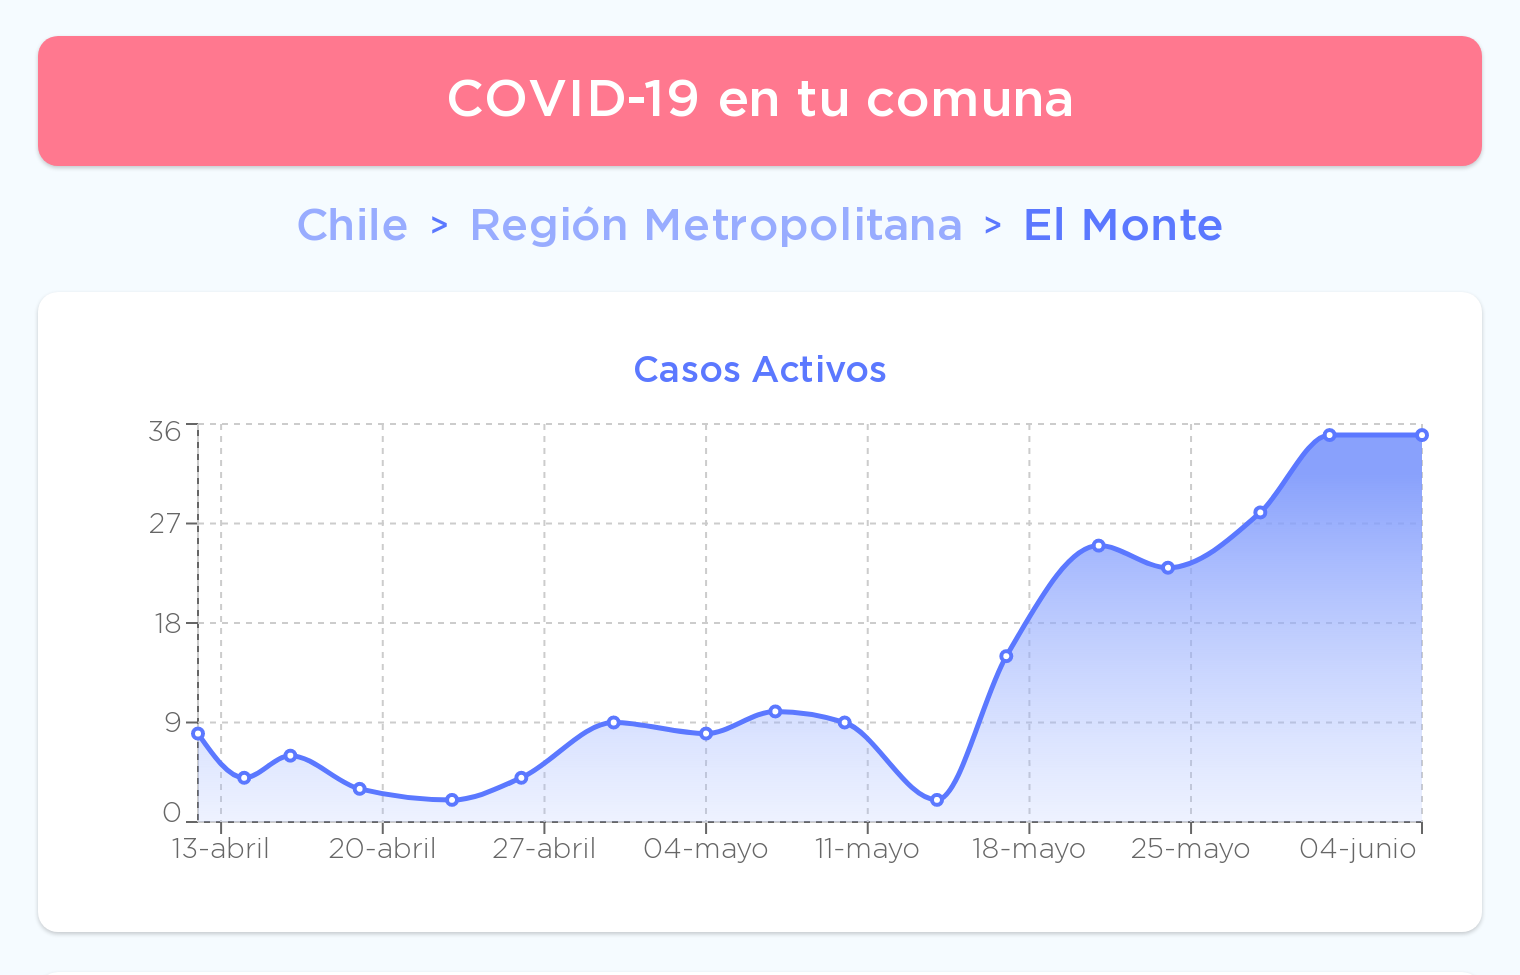 COVID-19 en tu comuna
Chile > Región Metropolitana > El Monte
Casos Activos
36
27
18
9
0
13-abril 20-abril 27-abril 04-mayo 11-mayo 18-mayo 25-mayo 04-junio